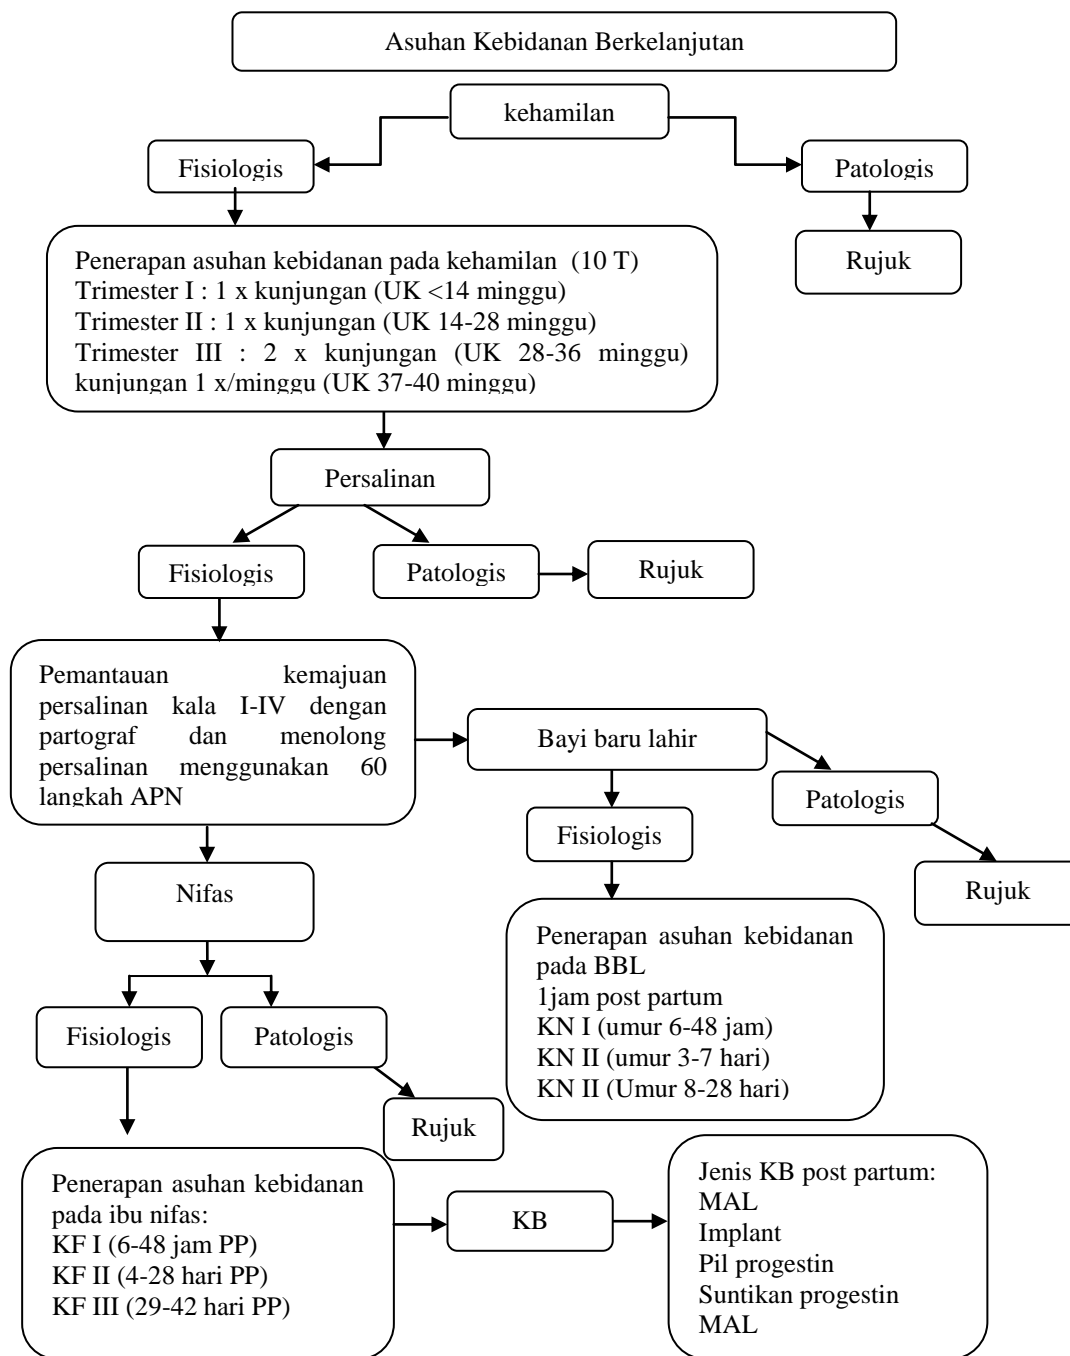 Asuhan Kebidanan Berkelanjutan
kehamilan
Fisiologis
Patologis
Rujuk
Penerapan asuhan kebidanan pada kehamilan (10 T)
Trimester I : 1 x kunjungan (UK <14 minggu)
Trimester II : 1 x kunjungan (UK 14-28 minggu)
Trimester III : 2 x kunjungan (UK 28-36 minggu)
kunjungan 1 x/minggu (UK 37-40 minggu)
Persalinan
Fisiologis
Patologis
Rujuk
Pemantauan kemajuan
persalinan kala I-IV dengan
partograf dan menolong
persalinan menggunakan 60
langkah APN
Bayi baru lahir
Patologis
Fisiologis
Rujuk
Nifas
Penerapan asuhan kebidanan
pada BBL
1jam post partum
KN I (umur 6-48 jam)
KN II (umur 3-7 hari)
KN II (Umur 8-28 hari)
Fisiologis
Patologis
Rujuk
Penerapan asuhan kebidanan
pada ibu nifas:
KF I (6-48 jam PP)
KF II (4-28 hari PP)
KF III (29-42 hari PP)
KB
Jenis KB post partum:
MAL
Implant
Pil progestin
Suntikan progestin
MAL